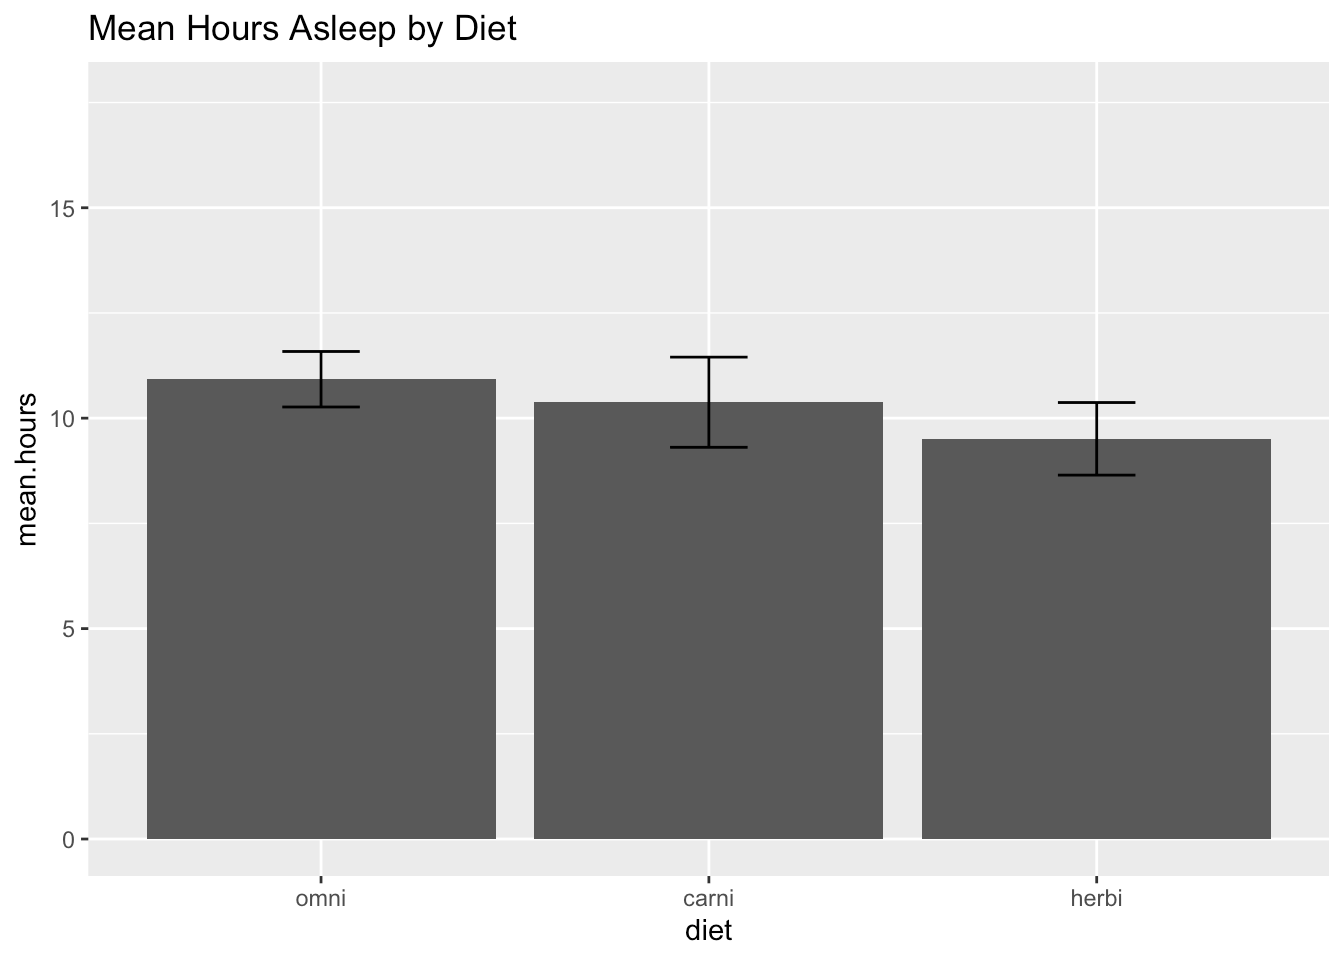 Mean Hours Asleep by Diet
mean.hours
15
10
5
0
omni carni herbi
diet